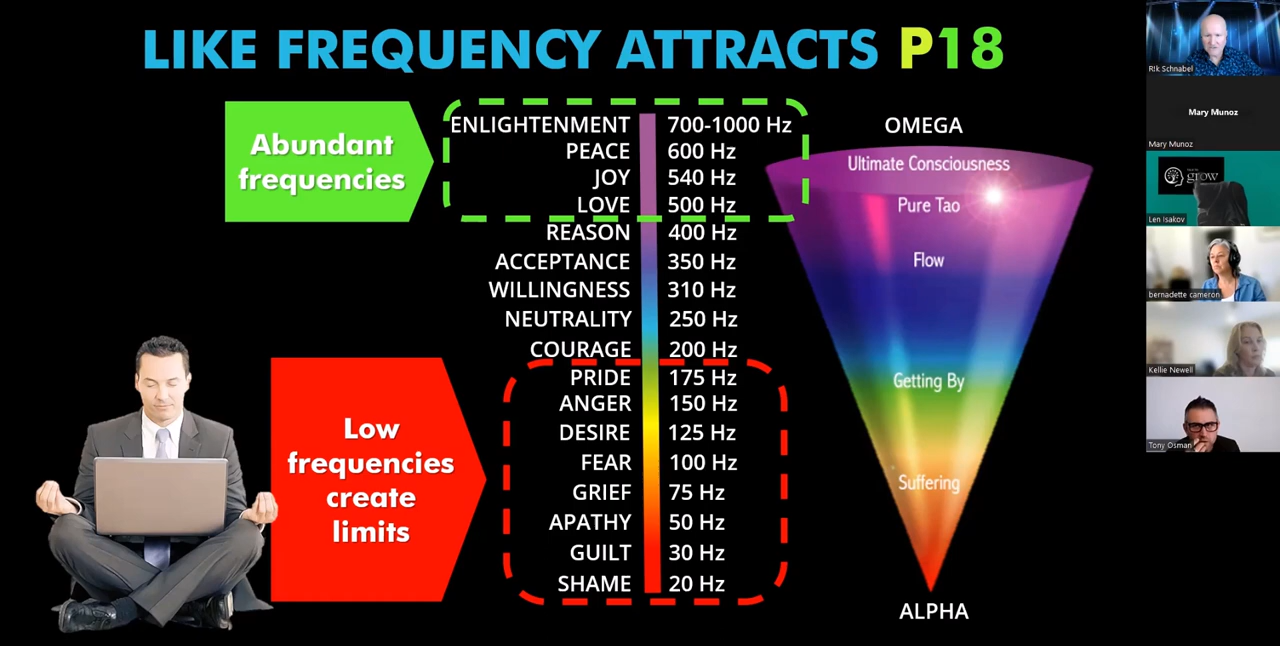 LIKE FREQUENCY ATTRACTS P18
Abundant
frequencies
ENLIGHTENMENT 700-1000 Hz
PEACE 600 Hz
JOY 540 Hz
LOVE 500 Hz
REASON 400 Hz
ACCEPTANCE 350 Hz
WILLINGNESS 310 Hz
NEUTRALITY 250 Hz
COURAGE 200 Hz
PRIDE 175 Hz
ANGER 150 Hz
DESIRE 125 Hz
FEAR 100 Hz
GRIEF 75 Hz
APATHY 50 Hz
GUILT 30 Hz
SHAME 20 Hz
Low
frequencies
create
limits
OMEGA
Ultimate Consciousness
Pure Tao
Flow
Getting By
Suffering
ALPHA
RIk Schnabel
Mary Munoz
Mary Munoz
grow
Len Isakov
bernadette cameron
Kellie Newell
Tony Osman